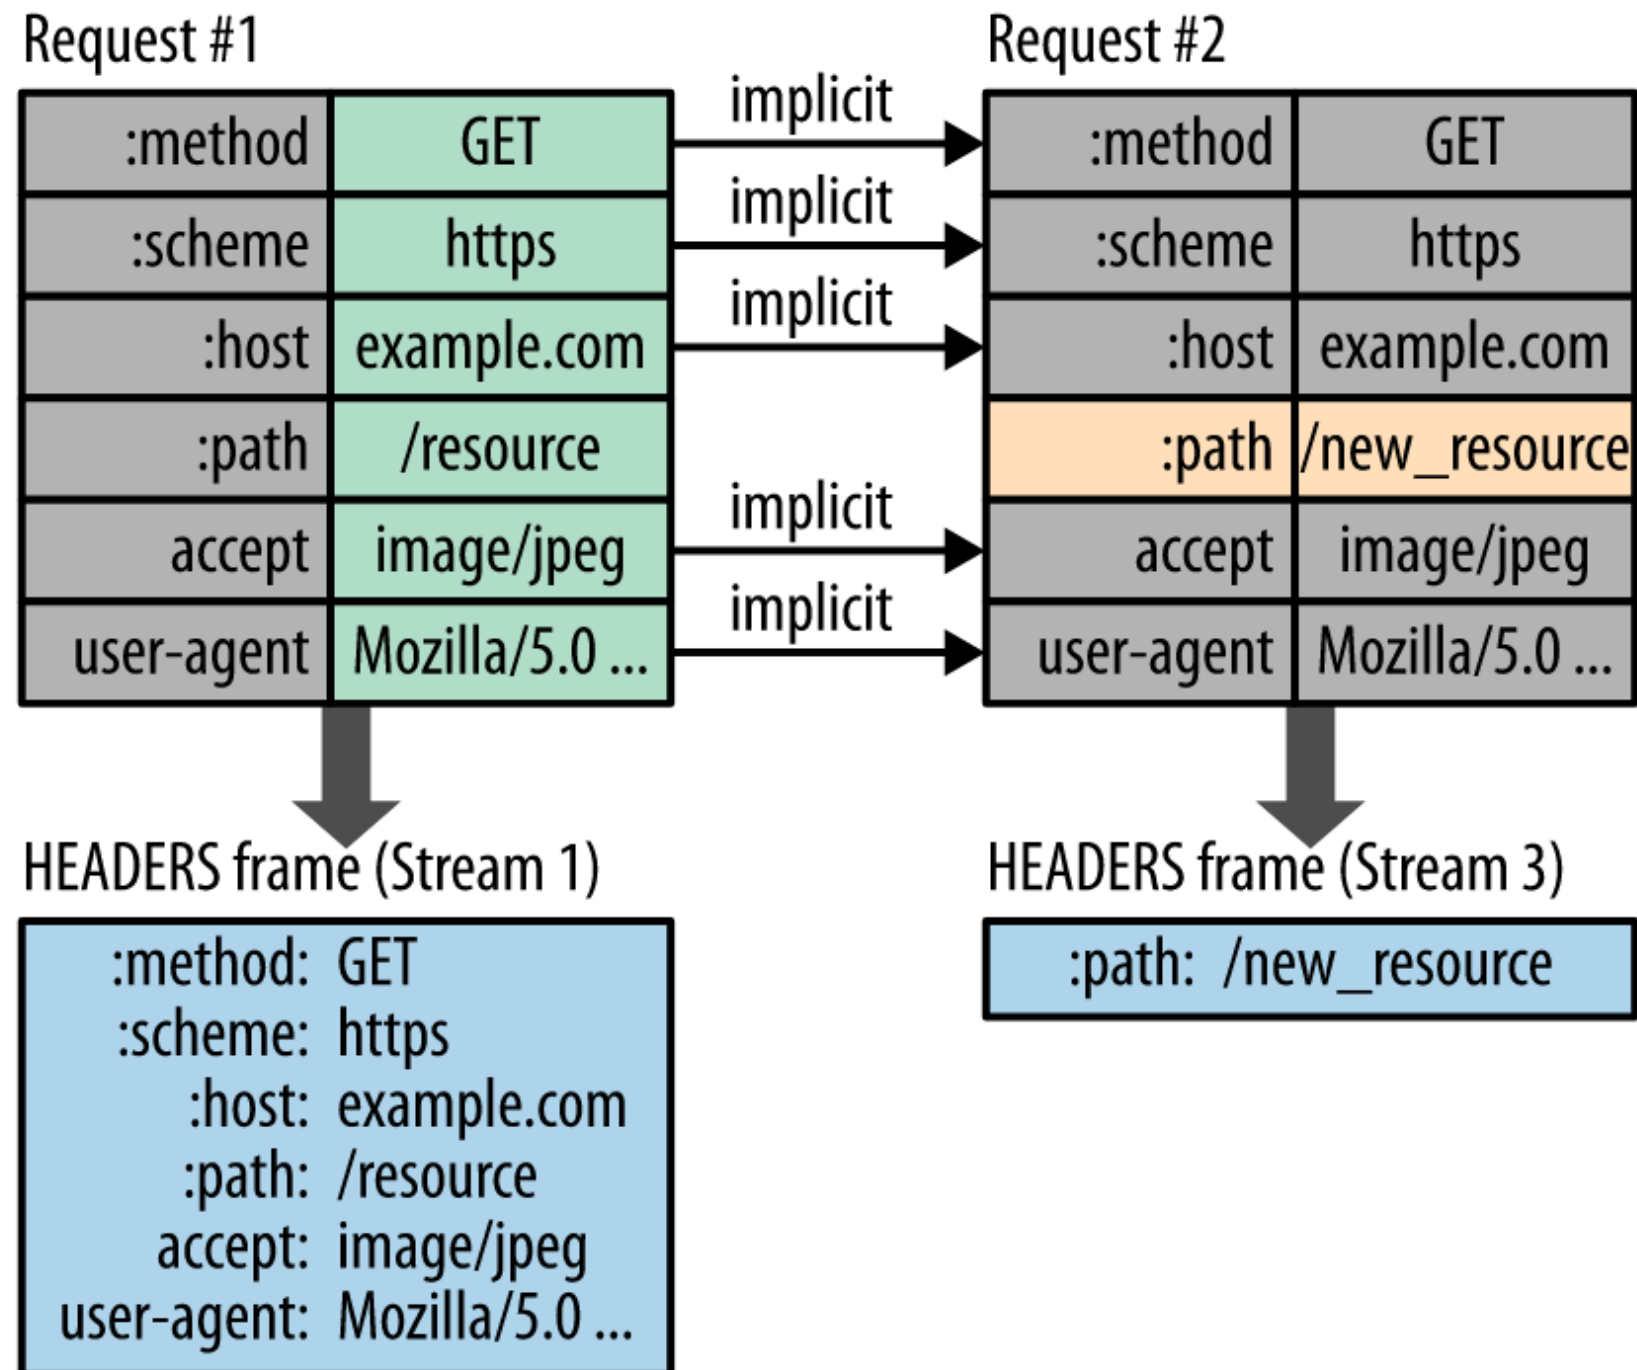 Request #1
:method GET
:scheme https
:host example.com
:path /resource
accept image/jpeg
user-agent Mozilla/5.0 ...
implicit
implicit
implicit
implicit
implicit
Request #2
:method GET
:scheme https
:host example.com
:path /new_resource
accept image/jpeg
user-agent Mozilla/5.0 ...
HEADERS frame (Stream 1)
:method: GET
:scheme: https
:host: example.com
:path: /resource
accept: image/jpeg
user-agent: Mozilla/5.0 ...
HEADERS frame (Stream 3)
:path: /new_resource